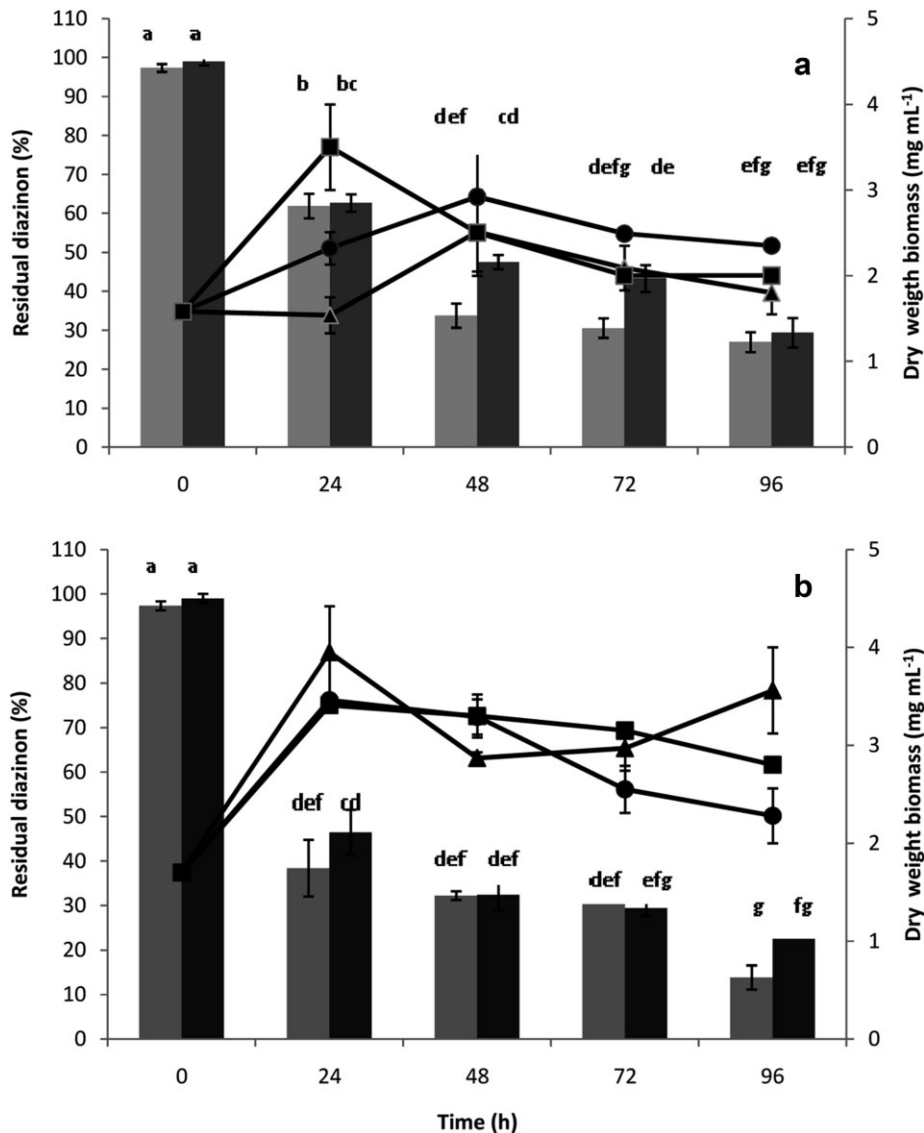 110 5
a a a
100
b bc 4
90
def cd
80
defg de efg efg
70 3
60
50 2
40
30
20 1
10
0 0
0 24 48 72 96
Residual diazinon (%)
Dry weigth biomass (mg mL-1)
110 5
a a b
100
90 4
80
70 3
60
50 def cd 2
40 def def def efg
30 g fg
20 1
10
0 0
0 24 48 72 96
Residual diazinon (%)
Dry weight biomass (mg mL-1)
Time (h)